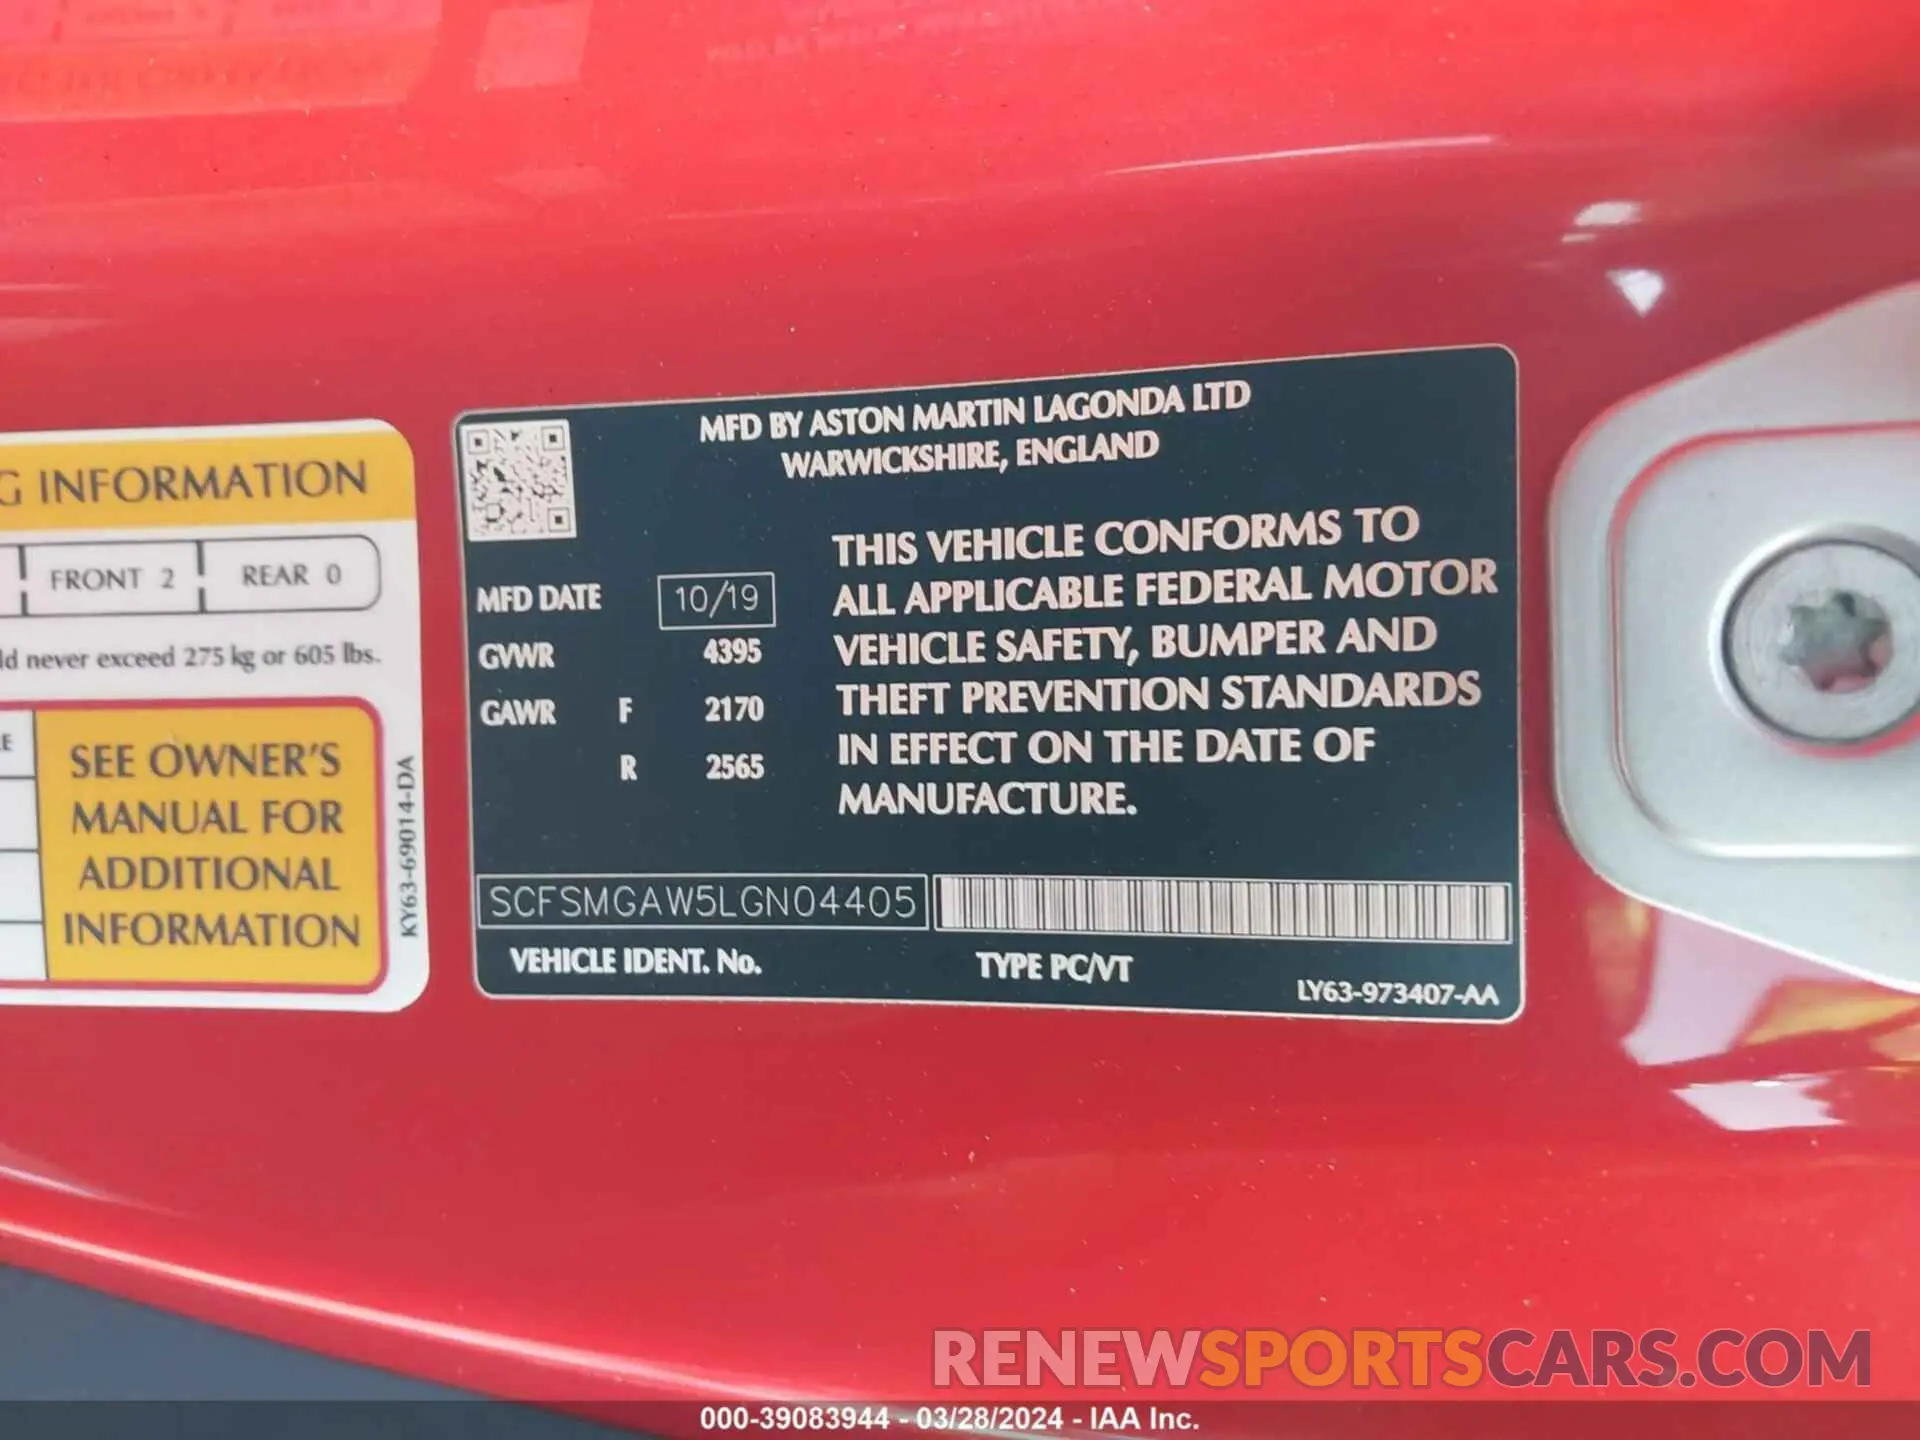 G INFORMATION
FRONT 2
REAR 0
ld never exceed 275 kg or 605 lbs.
E
SEE OWNER'S
MANUAL FOR
ADDITIONAL
INFORMATION
KY63-69014-DA
MFD BY ASTON MARTIN LAGONDA LTD
WARWICKSHIRE, ENGLAND
MFD DATE 10/19
GVWR 4395
GAWR F 2170
R 2565
THIS VEHICLE CONFORMS TO
ALL APPLICABLE FEDERAL MOTOR
VEHICLE SAFETY, BUMPER AND
THEFT PREVENTION STANDARDS
IN EFFECT ON THE DATE OF
MANUFACTURE.
SCFSMGAW5LGN04405
VEHICLE IDENT. No.
TYPE PC/VT
LY63-973407-AA
RENEWSPORTSCARS.COM
000-39083944 - 03/28/2024 - IAA Inc.